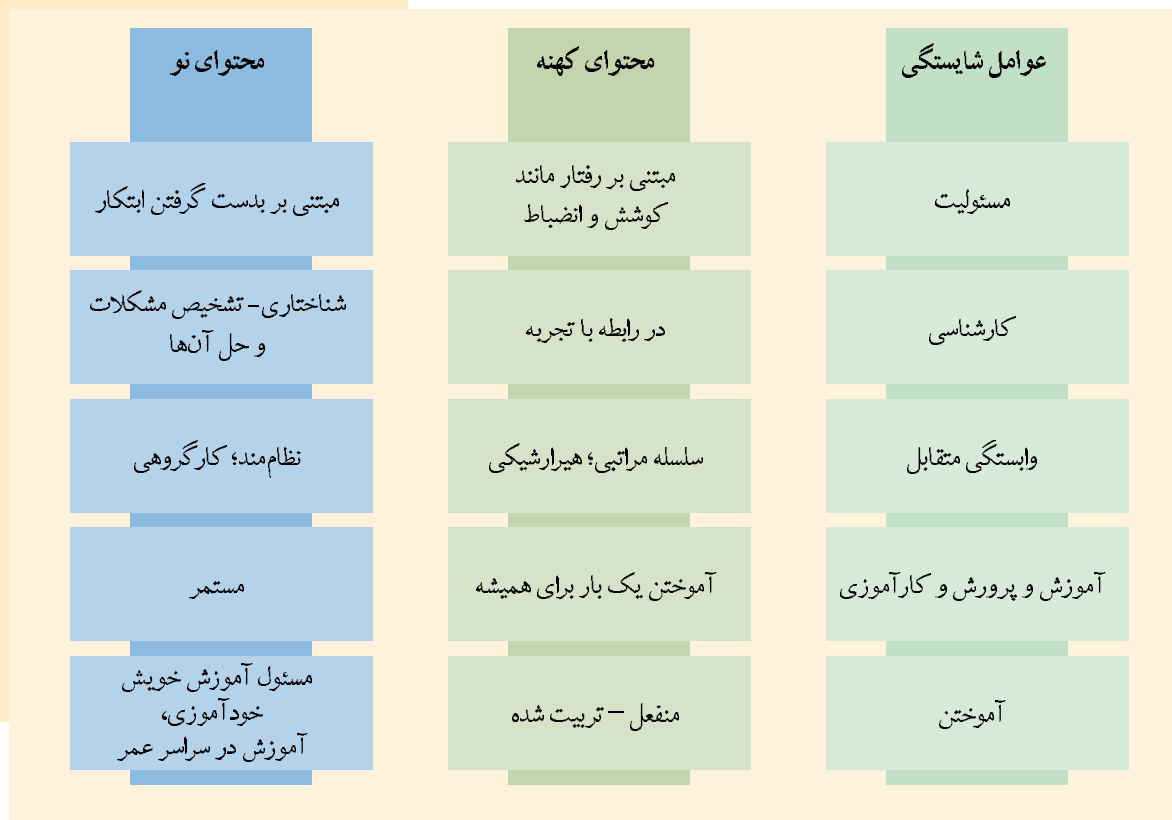 عوامل شایستگی
محتوای کهنه
محتوای نو
مسئولیت
مبتنی بر رفتار مانند
کوشش و انضباط
مبتنی بر بدست گرفتن ابتکار
کارشناسی
در رابطه با تجربه
شناختاری- تشخیص مشکلات
و حل آن‌ها
وابستگی متقابل
سلسله مراتبی؛ هیرارشیکی
نظام‌مند؛ کارگروهی
آموزش و پرورش و کارآموزی
آموختن یک بار برای همیشه
مستمر
آموختن
منفعل – تربیت شده
مسئول آموزش خویش
خودآموزی،
آموزش در سراسر عمر